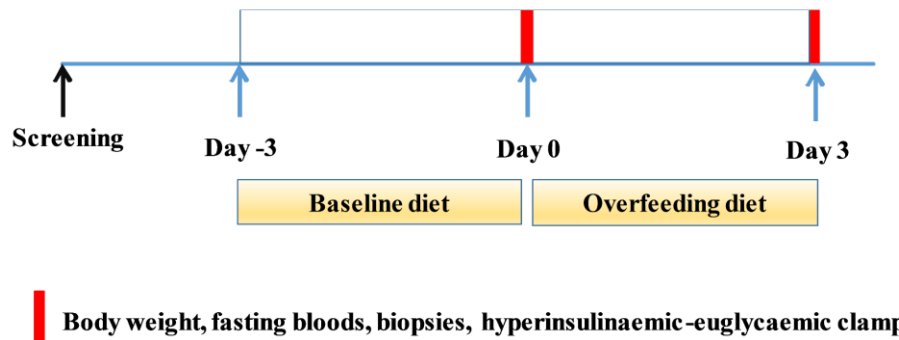 Screening
Day -3
Day 0
Day 3
Baseline diet
Overfeeding diet
Body weight, fasting bloods, biopsies, hyperinsulinaemic-euglycaemic clamp